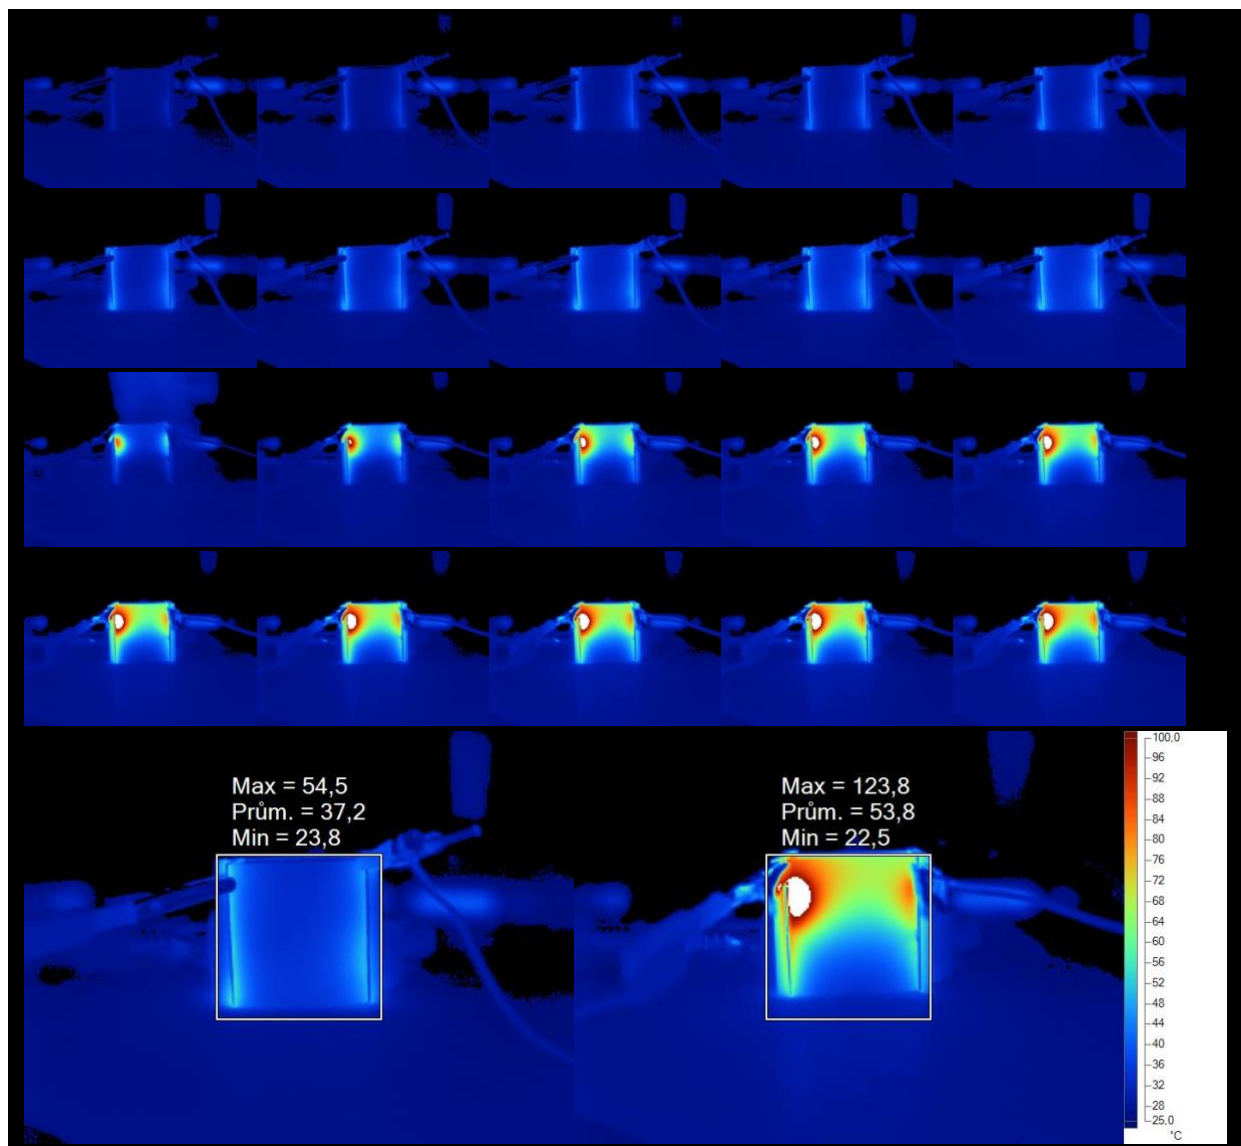 Max = 54,5
Prům. = 37,2
Min = 23,8
Max = 123,8
Prům. = 53,8
Min = 22,5
100,0
96
92
88
84
80
76
72
68
64
60
56
52
48
44
40
36
32
28
25,0
°C